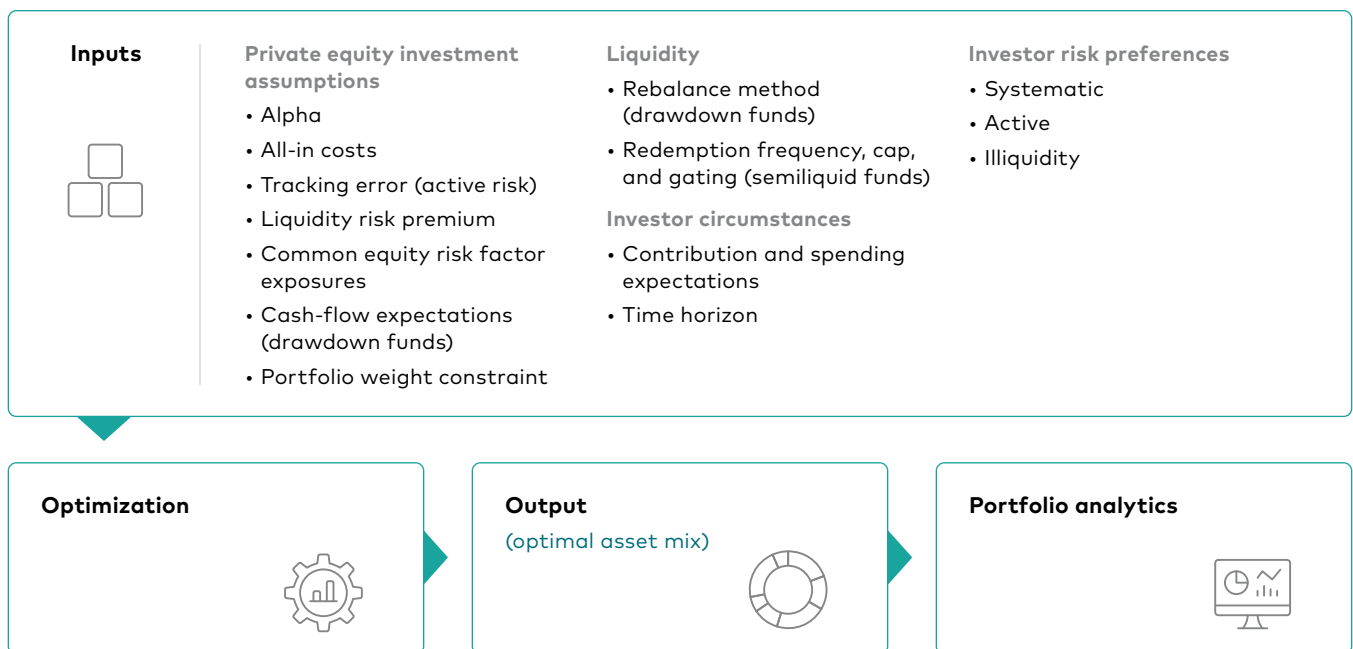 Inputs
Private equity investment
assumptions
• Alpha
• All-in costs
• Tracking error (active risk)
• Liquidity risk premium
• Common equity risk factor
exposures
• Cash-flow expectations
(drawdown funds)
• Portfolio weight constraint
Liquidity
• Rebalance method
(drawdown funds)
• Redemption frequency, cap,
and gating (semiliquid funds)
Investor circumstances
• Contribution and spending
expectations
• Time horizon
Investor risk preferences
• Systematic
• Active
• Illiquidity
Optimization
Output
(optimal asset mix)
Portfolio analytics